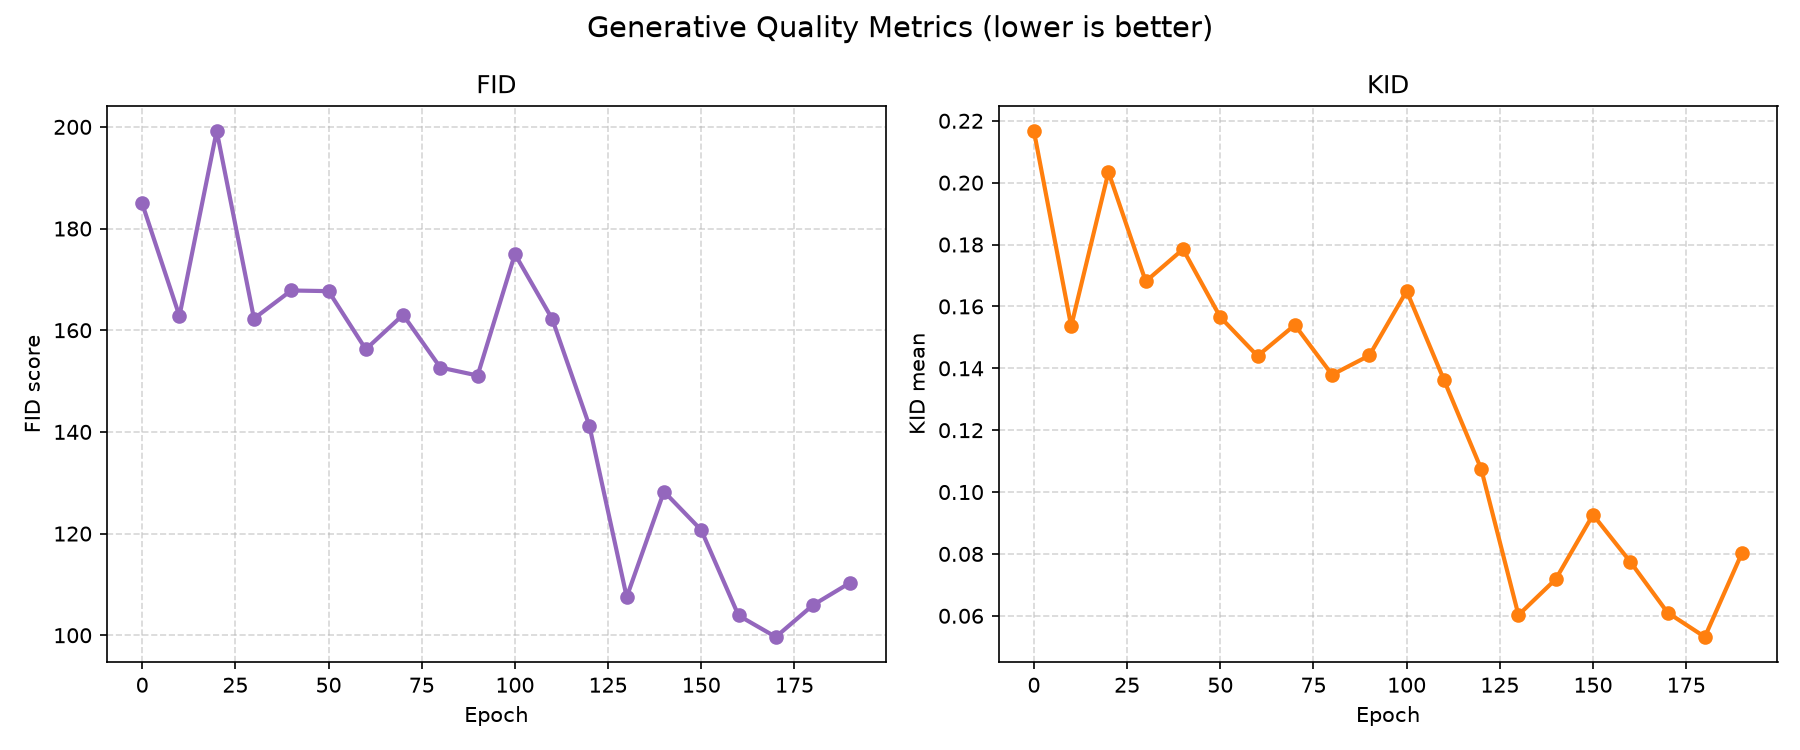 Generative Quality Metrics (lower is better)
FID
200
180
160
140
120
100
FID score
0 25 50 75 100 125 150 175
Epoch
KID
0.22
0.20
0.18
0.16
0.14
0.12
0.10
0.08
0.06
KID mean
0 25 50 75 100 125 150 175
Epoch